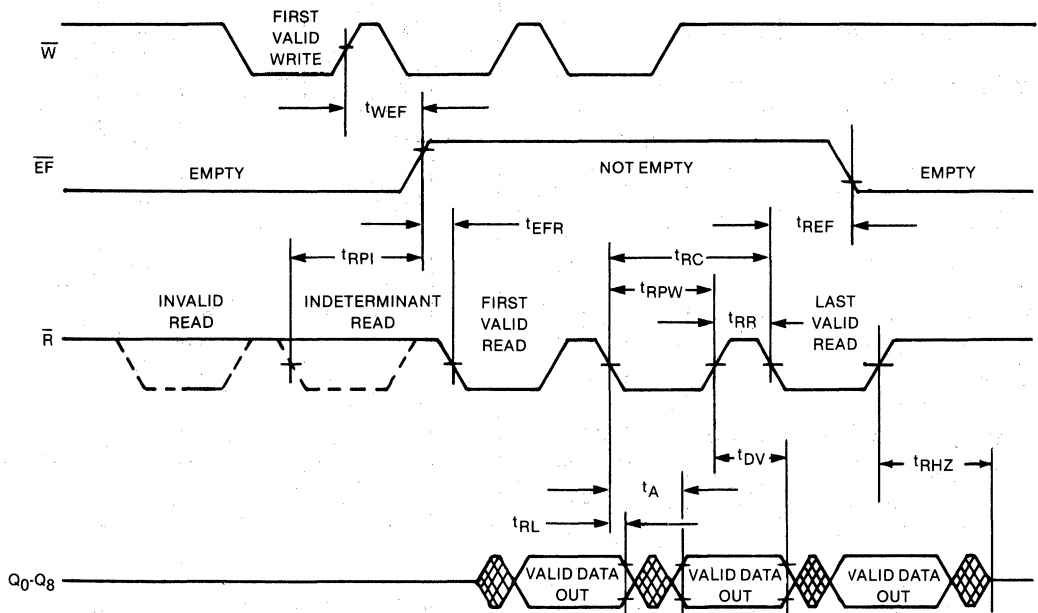 FIRST
VALID
WRITE
W
tWEF
EF
EMPTY
NOT EMPTY
EMPTY
tEFR
tREF
tRPI
tRC
tRPW
INVALID
READ
INDETERMINANT
READ
FIRST
VALID
READ
tRR
LAST
VALID
READ
R
tDV
tRHZ
tA
tRL
Q0-Q8
VALID DATA
OUT
VALID DATA
OUT
VALID DATA
OUT